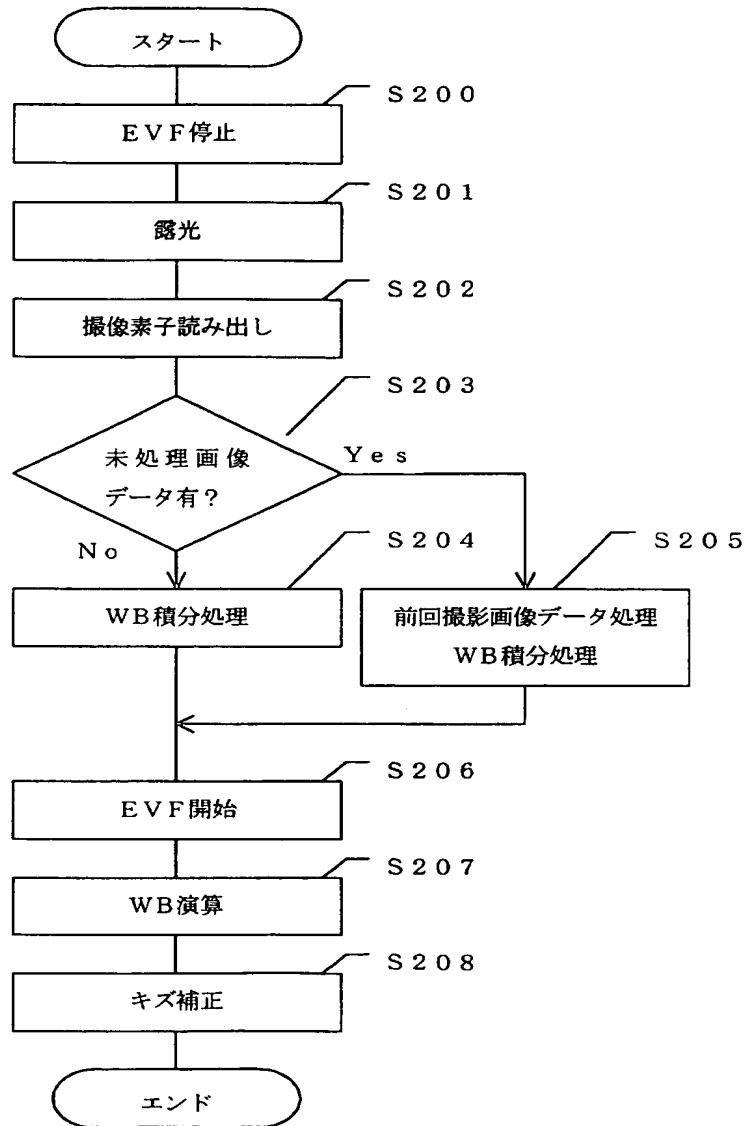 スタート
S200
EVF停止
S201
露光
S202
撮像素子読み出し
S203
未処理画像
データ有?
Yes
No
S204
WB積分処理
S205
前回撮影画像データ処理
WB積分処理
S206
EVF開始
S207
WB演算
S208
キズ補正
エンド